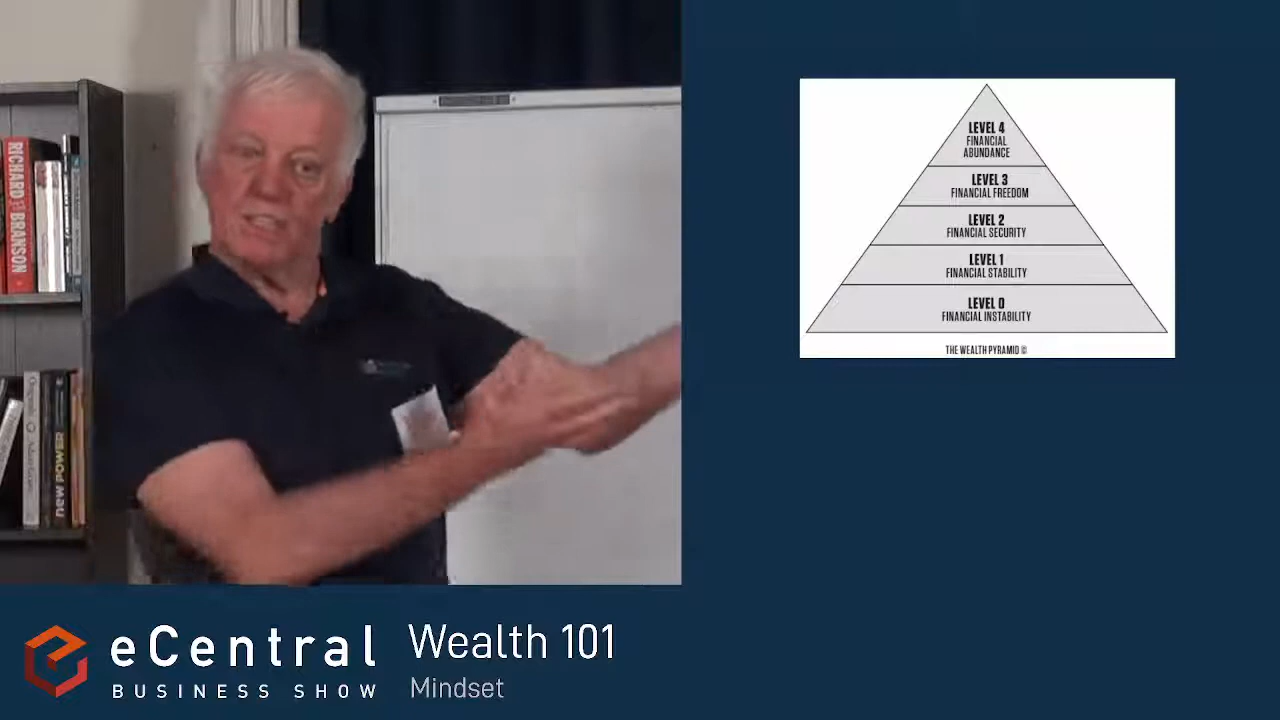 RICHARD BRANSON
new POWER
LEVEL 4
FINANCIAL
ABUNDANCE
LEVEL 3
FINANCIAL FREEDOM
LEVEL 2
FINANCIAL SECURITY
LEVEL 1
FINANCIAL STABILITY
LEVEL 0
FINANCIAL INSTABILITY
THE WEALTH PYRAMID ©
eCentral
BUSINESS SHOW
Wealth 101
Mindset